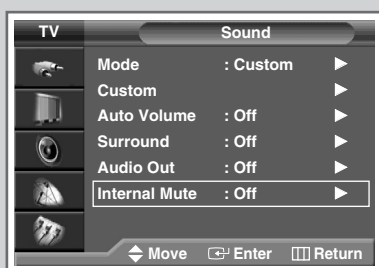 TV
Sound
Mode : Custom
Custom
Auto Volume : Off
Surround : Off
Audio Out : Off
Internal Mute : Off
Move Enter Return